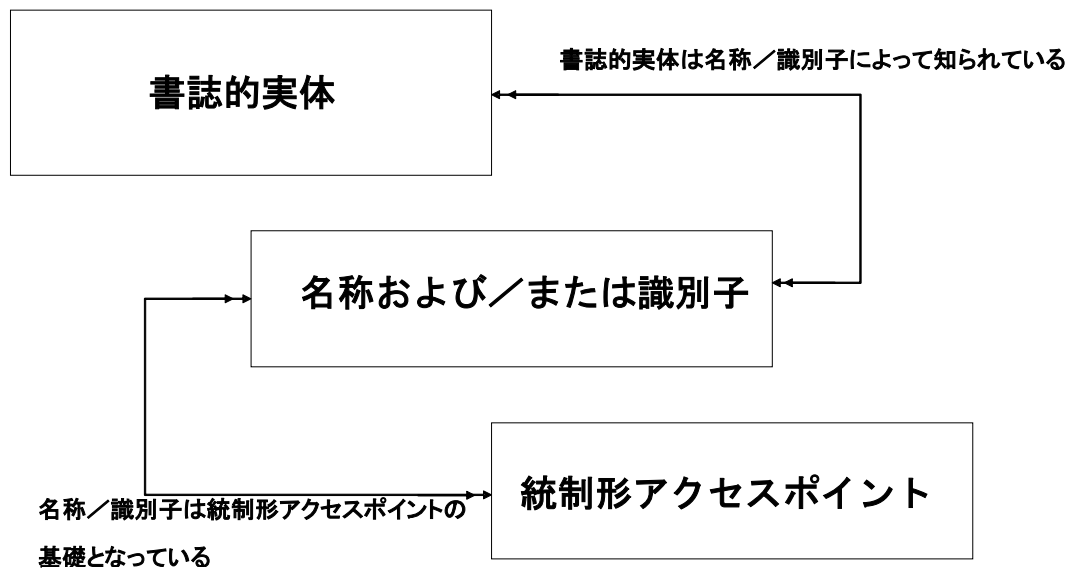 書誌的実体は名称／識別子によって知られている
書誌的実体
名称および／または識別子
統制形アクセスポイント
名称／識別子は統制形アクセスポイントの
基礎となっている